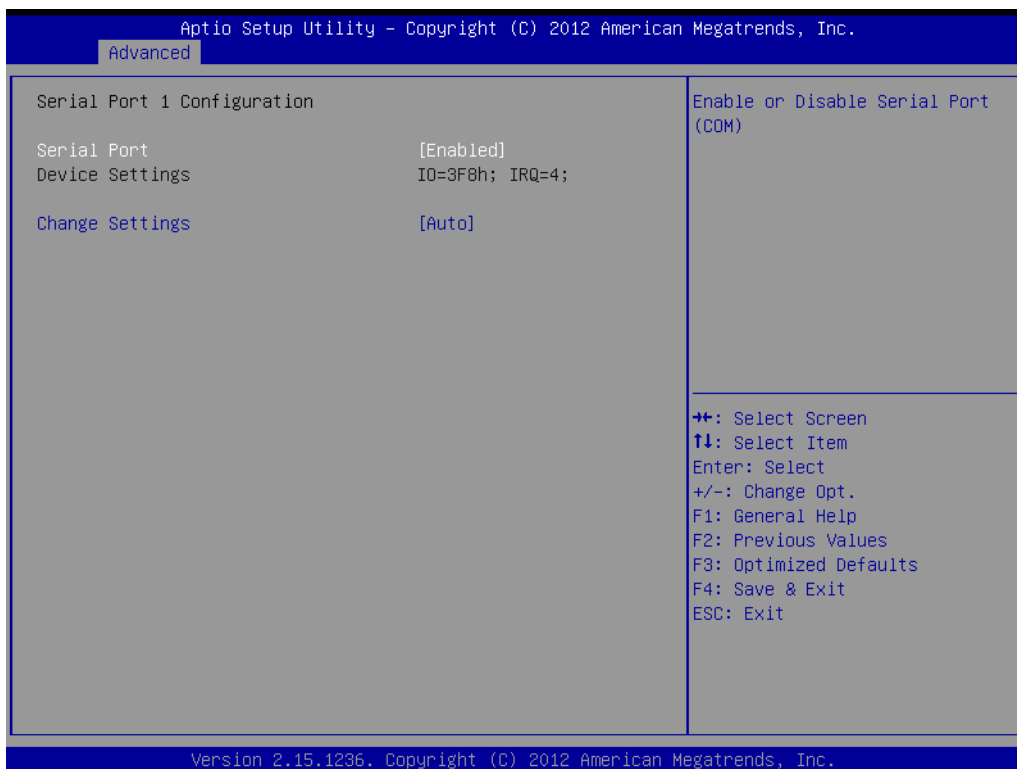 Aptio Setup Utility – Copyright (C) 2012 American Megatrends, Inc.
Advanced
Serial Port 1 Configuration
Serial Port [Enabled]
Device Settings IO=3F8h; IRQ=4;
Change Settings [Auto]
Enable or Disable Serial Port
(COM)
→←: Select Screen
↑↓: Select Item
Enter: Select
+/-: Change Opt.
F1: General Help
F2: Previous Values
F3: Optimized Defaults
F4: Save & Exit
ESC: Exit
Version 2.15.1236. Copyright (C) 2012 American Megatrends, Inc.